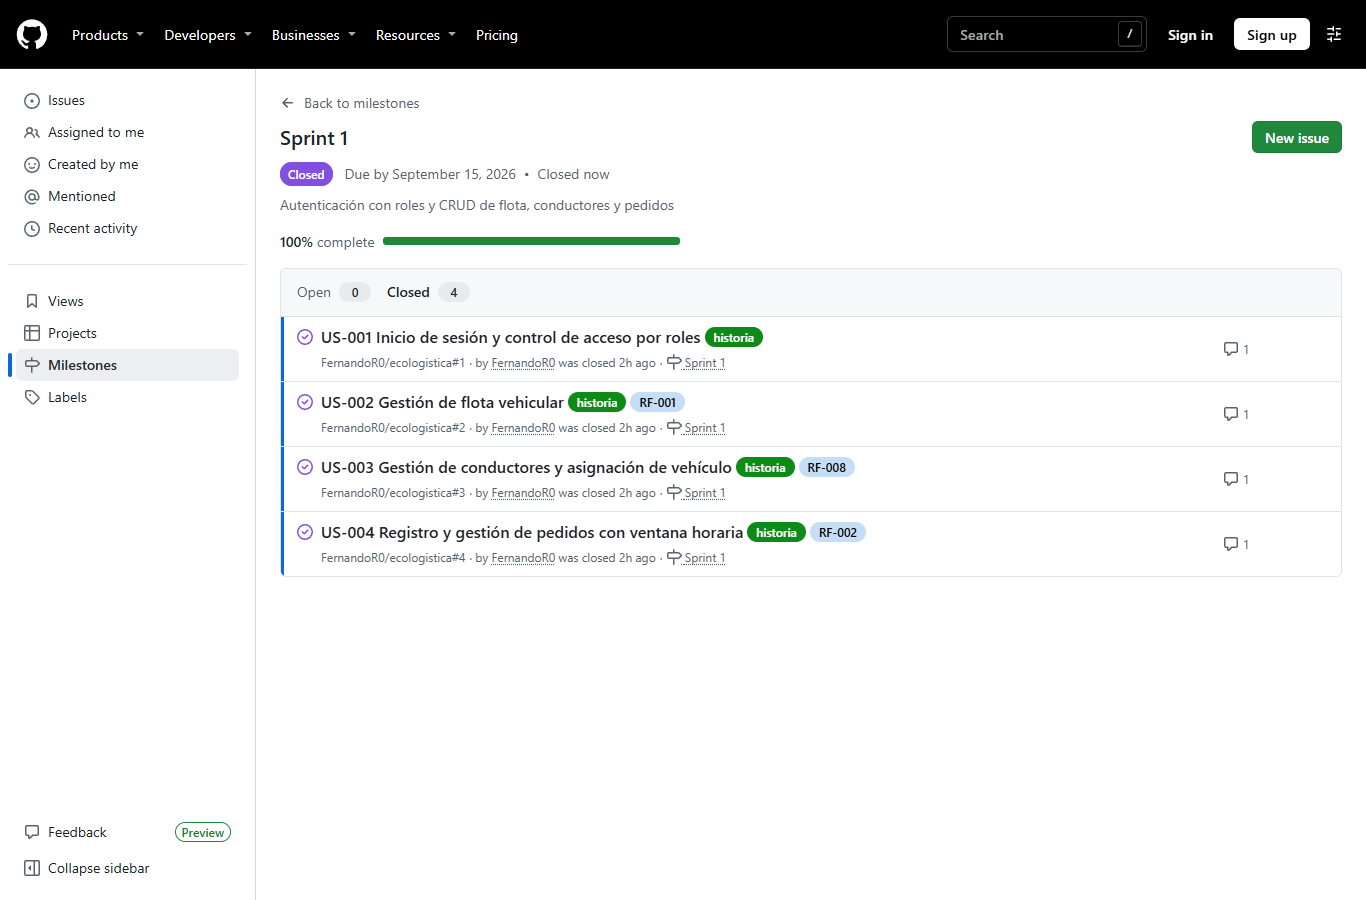 Products Developers Businesses Resources Pricing Search / Sign in Sign up
Issues
Assigned to me
Created by me
Mentioned
Recent activity
Views
Projects
Milestones
Labels
Feedback Preview
Collapse sidebar
Back to milestones
Sprint 1 New issue
Closed Due by September 15, 2026 • Closed now
Autenticación con roles y CRUD de flota, conductores y pedidos
100% complete
Open 0 Closed 4
US-001 Inicio de sesión y control de acceso por roles historia
FernandoR0/ecologistica#1 · by FernandoR0 was closed 2h ago · Sprint 1 1
US-002 Gestión de flota vehicular historia RF-001
FernandoR0/ecologistica#2 · by FernandoR0 was closed 2h ago · Sprint 1 1
US-003 Gestión de conductores y asignación de vehículo historia RF-008
FernandoR0/ecologistica#3 · by FernandoR0 was closed 2h ago · Sprint 1 1
US-004 Registro y gestión de pedidos con ventana horaria historia RF-002
FernandoR0/ecologistica#4 · by FernandoR0 was closed 2h ago · Sprint 1 1